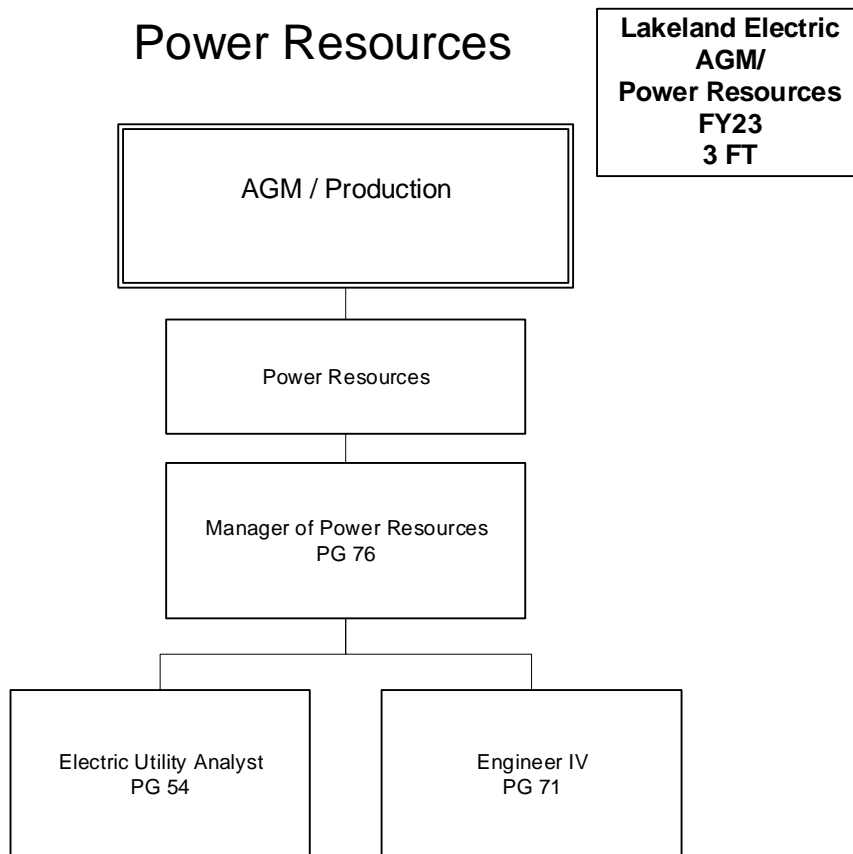 Power Resources
Lakeland Electric
AGM/
Power Resources
FY23
3 FT
AGM / Production
Power Resources
Manager of Power Resources
PG 76
Electric Utility Analyst
PG 54
Engineer IV
PG 71